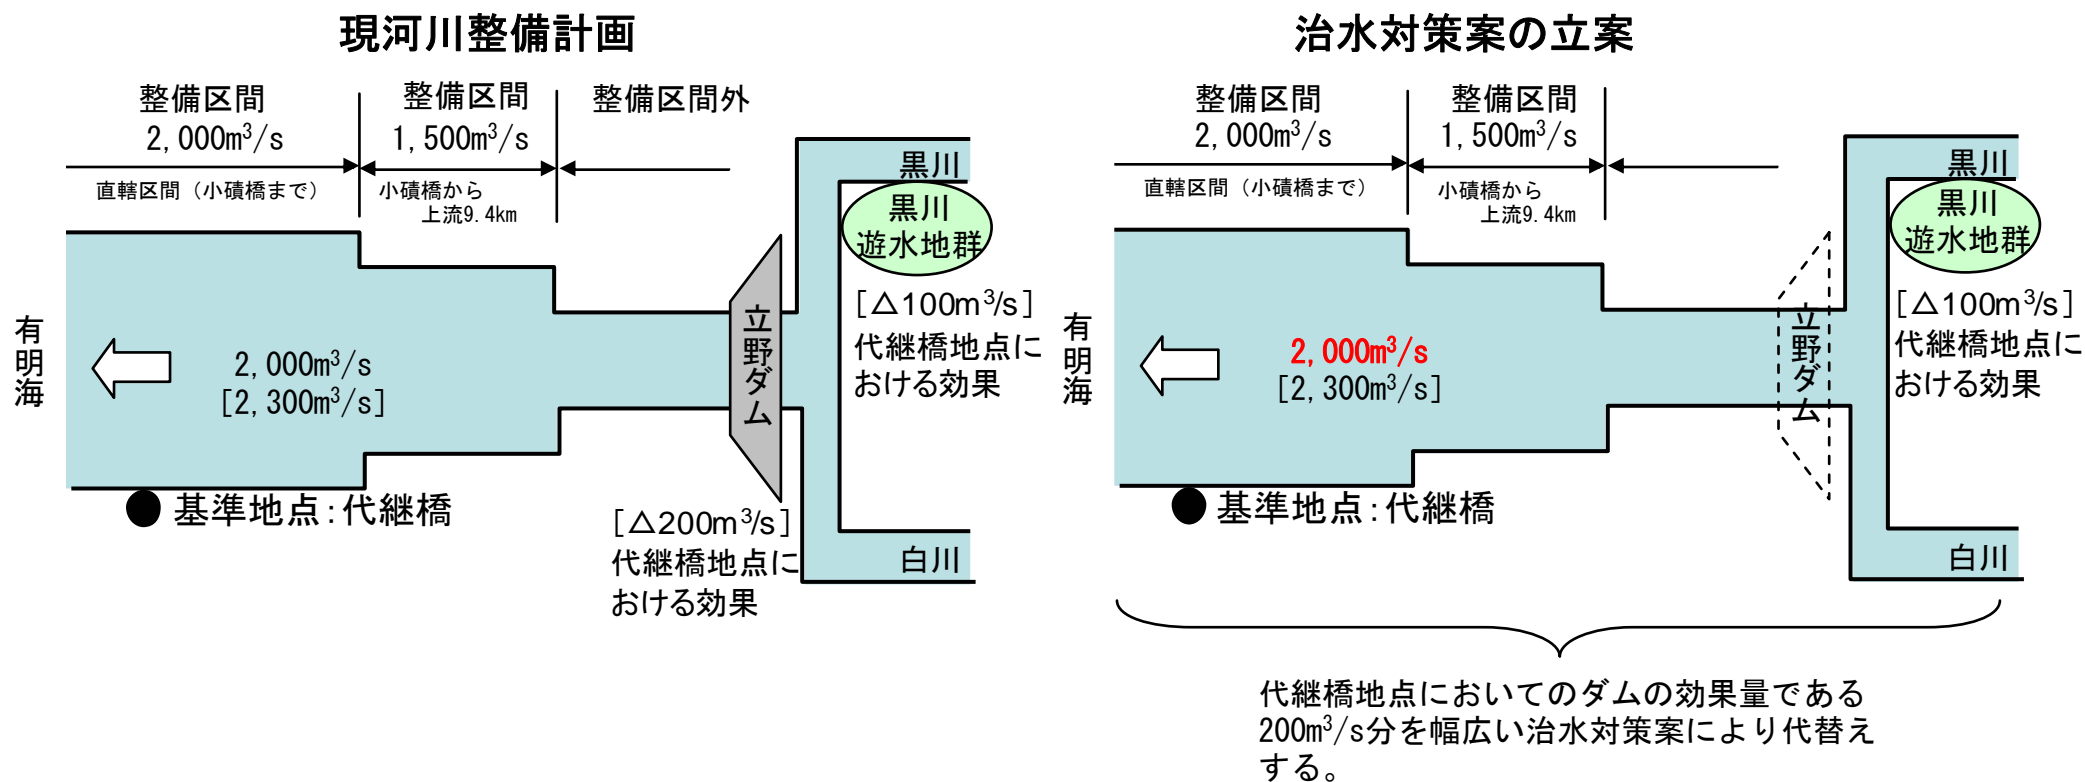 現河川整備計画
整備区間
2,000m³/s
整備区間
1,500m³/s
整備区間外
直轄区間（小磧橋まで）
小磧橋から
上流9.4km
黒川
黒川
遊水地群
[△100m³/s]
代継橋地点に
おける効果
立野ダム
有明海
2,000m³/s
[2,300m³/s]
●基準地点：代継橋
[△200m³/s]
代継橋地点に
おける効果
白川
治水対策案の立案
整備区間
2,000m³/s
整備区間
1,500m³/s
直轄区間（小磧橋まで）
小磧橋から
上流9.4km
黒川
黒川
遊水地群
[△100m³/s]
代継橋地点に
おける効果
立野ダム
有明海
2,000m³/s
[2,300m³/s]
●基準地点：代継橋
白川
代継橋地点においてのダムの効果量である
200m³/s分を幅広い治水対策案により代替え
する。